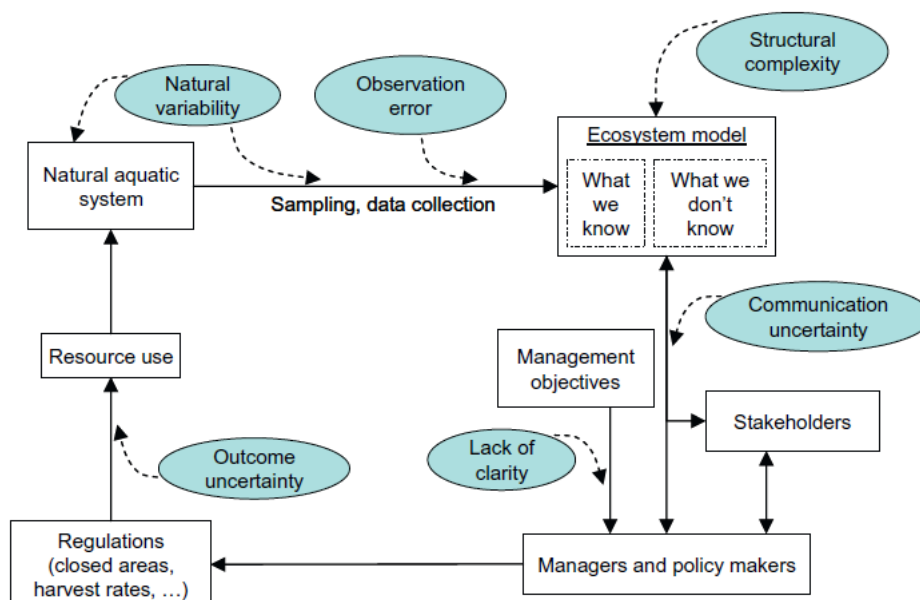 Natural
variability
Observation
error
Structural
complexity
Natural aquatic
system
Sampling, data collection
Ecosystem model
What
we
know
What we
don't
know
Communication
uncertainty
Resource use
Management
objectives
Stakeholders
Outcome
uncertainty
Lack of
clarity
Regulations
(closed areas,
harvest rates, …)
Managers and policy makers